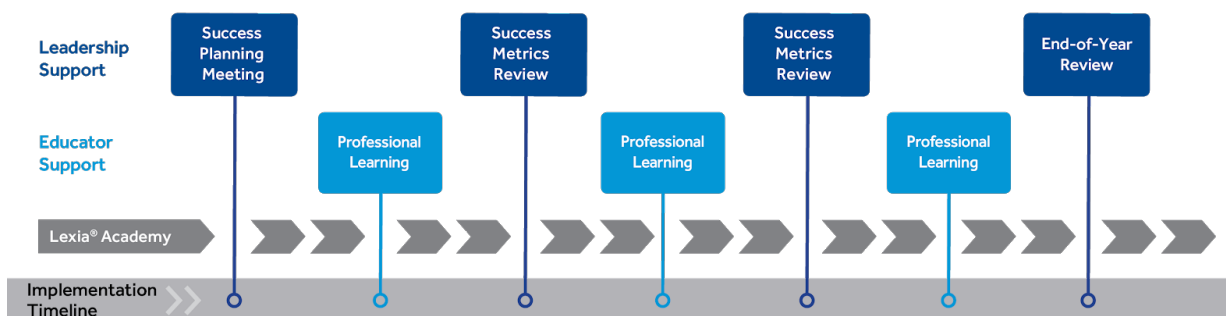 Leadership
Support
Success
Planning
Meeting
Success
Metrics
Review
Success
Metrics
Review
End-of-Year
Review
Educator
Support
Professional
Learning
Professional
Learning
Professional
Learning
Lexia® Academy
Implementation
Timeline